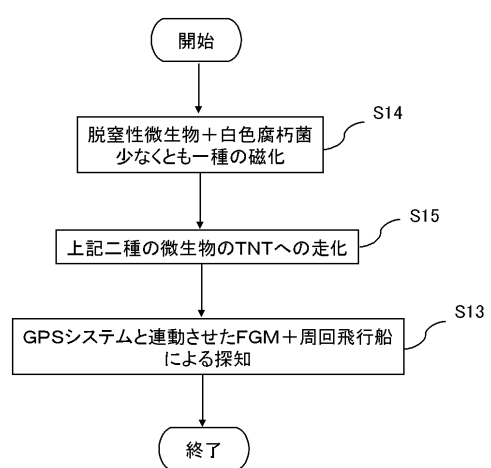 開始
脱窒性微生物＋白色腐朽菌
少なくとも一種の磁化
S14
上記二種の微生物のTNTへの走化
S15
GPSシステムと連動させたFGM＋周回飛行船
による探知
S13
終了